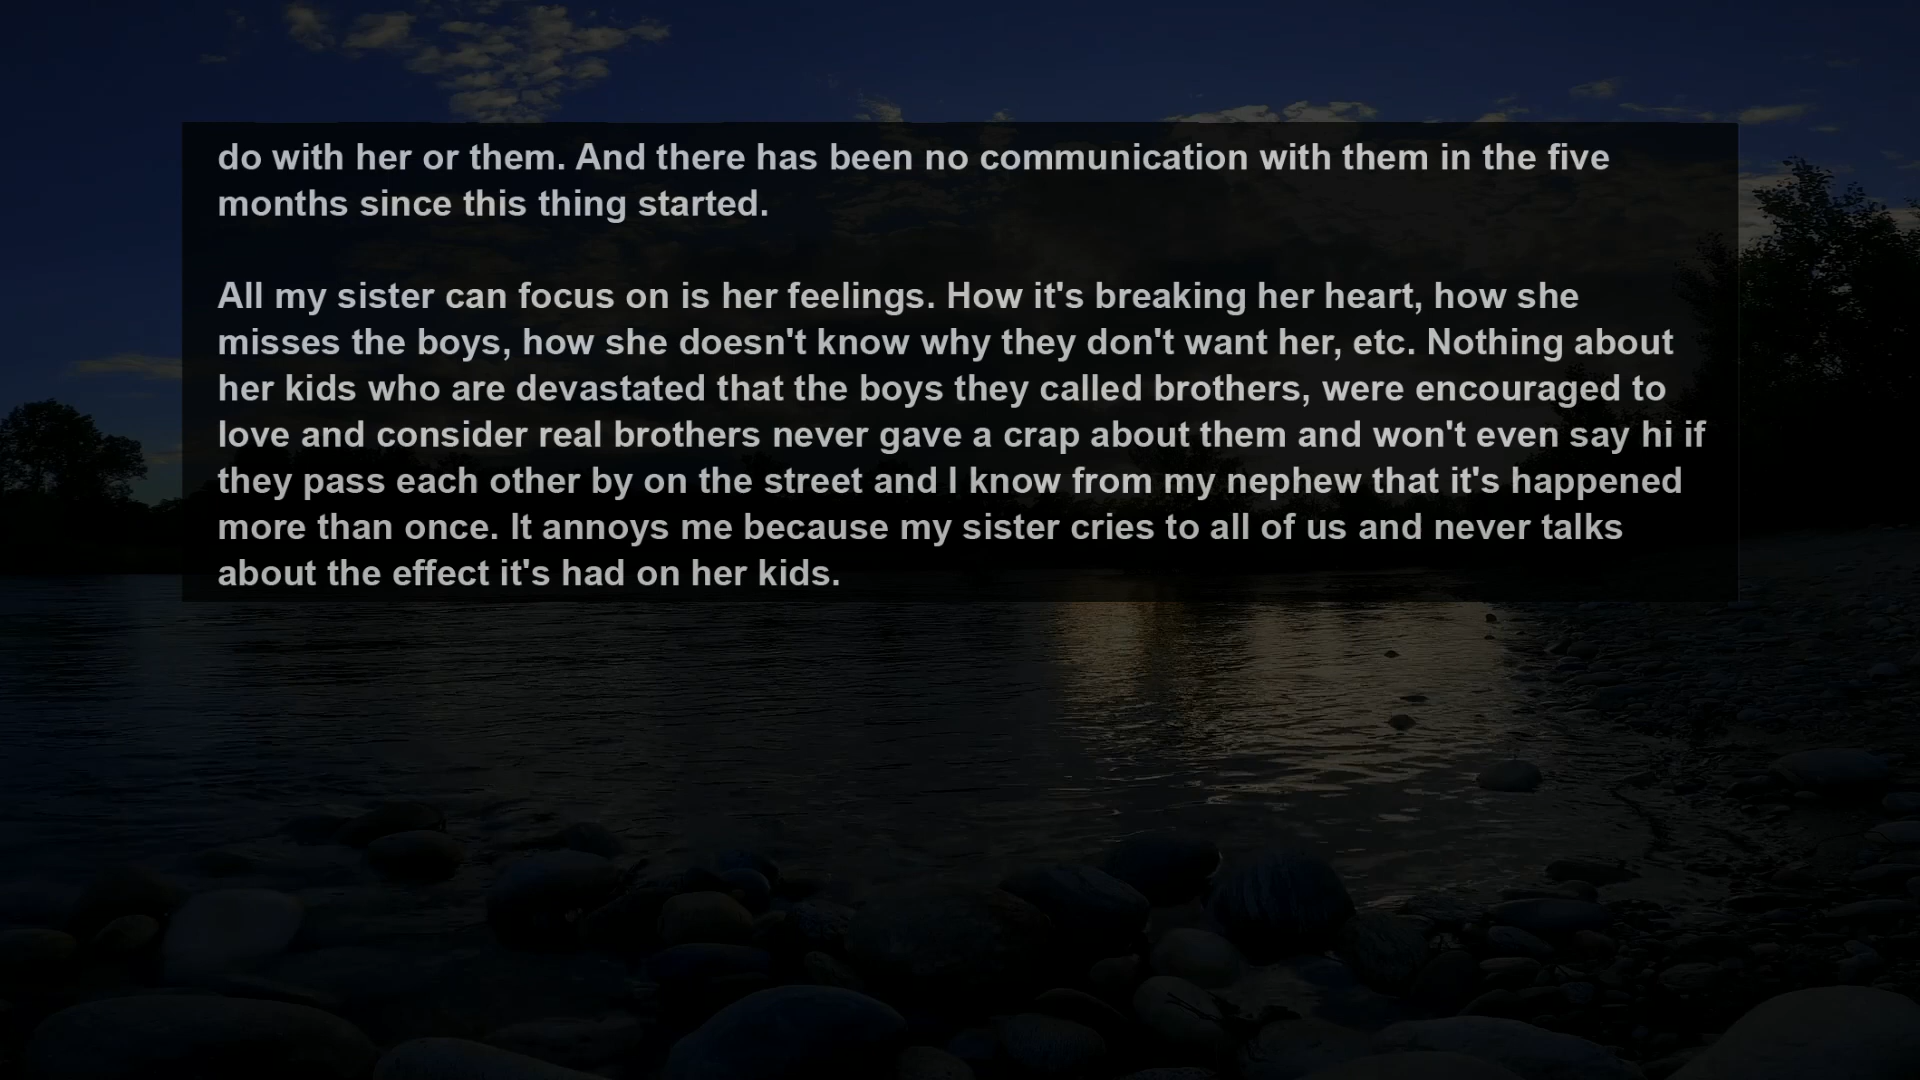 do with her or them. And there has been no communication with them in the five
months since this thing started.
All my sister can focus on is her feelings. How it's breaking her heart, how she
misses the boys, how she doesn't know why they don't want her, etc. Nothing about
her kids who are devastated that the boys they called brothers, were encouraged to
love and consider real brothers never gave a crap about them and won't even say hi if
they pass each other by on the street and I know from my nephew that it's happened
more than once. It annoys me because my sister cries to all of us and never talks
about the effect it's had on her kids.